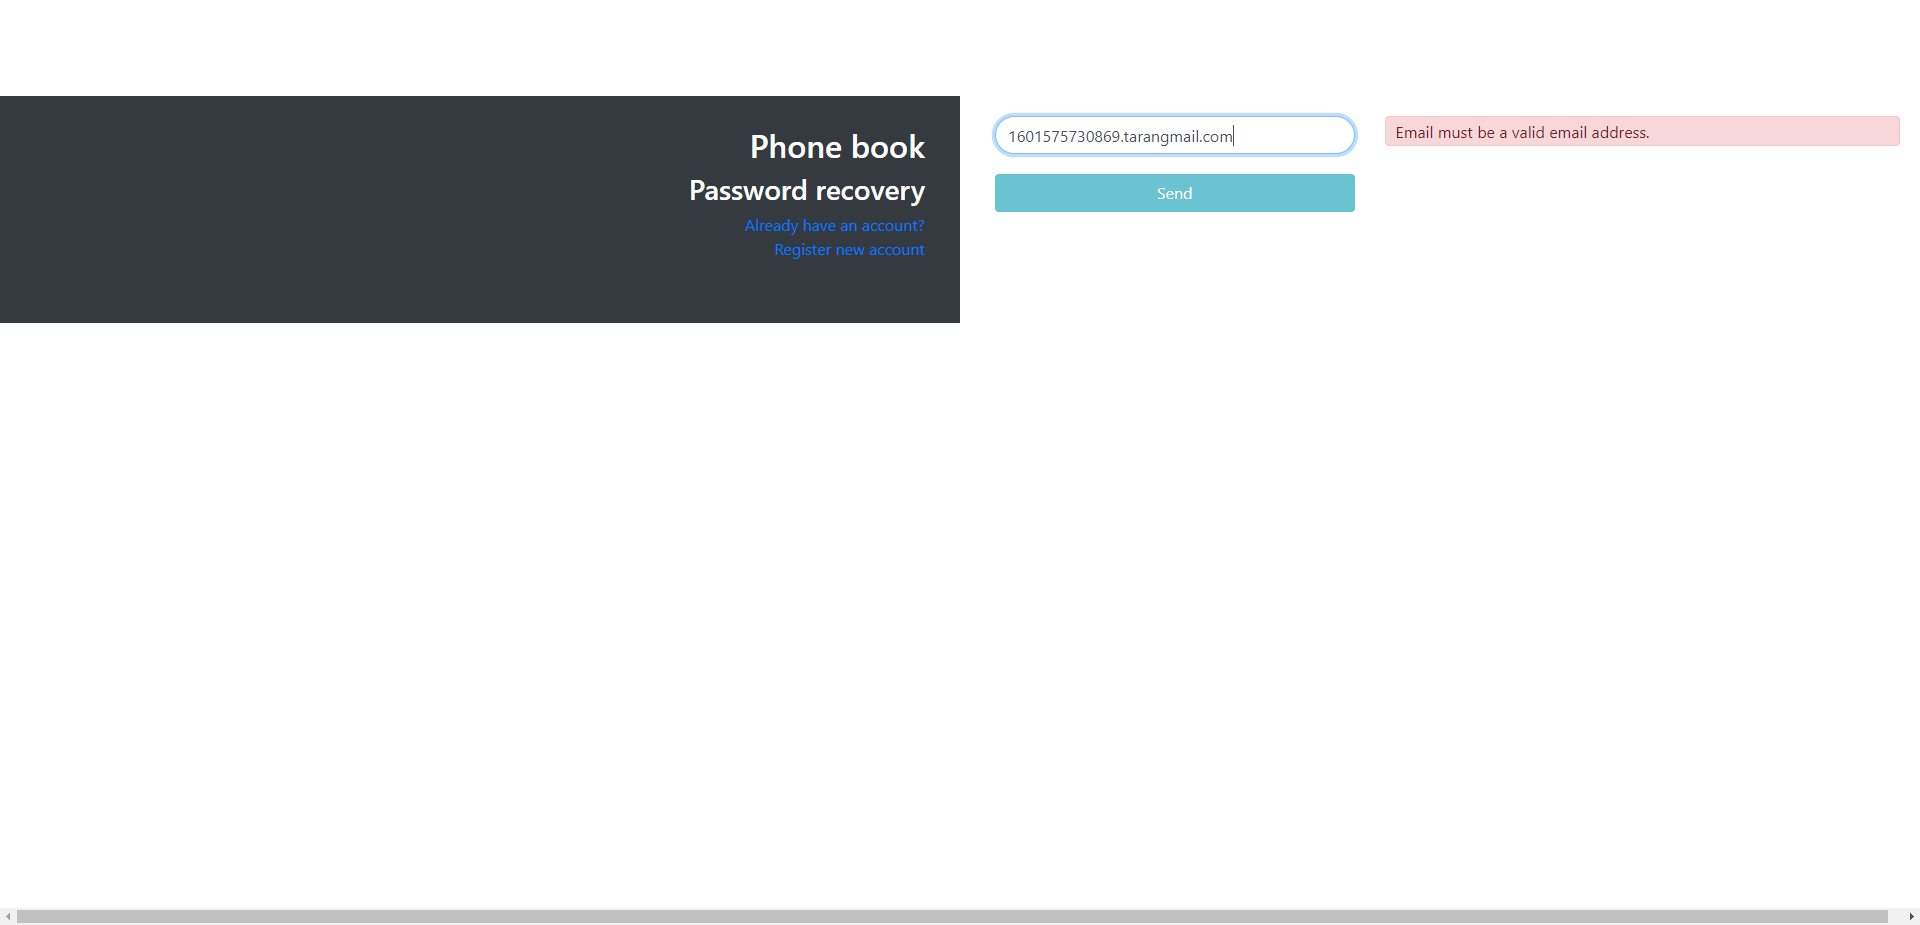 Phone book
Password recovery
Already have an account?
Register new account
1601575730869.tarangmail.com
Send
Email must be a valid email address.